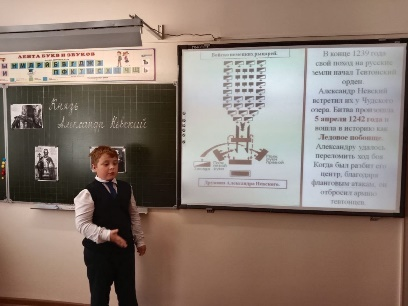 ЛЕНТА БУКВ И ЗВУКОВ
Князь
Александр Невский
Войско немецких рыцарей.
Дружина Александра Невского.
В конце 1239 года
свой поход на русские
земли начал Тевтонский
орден.
Александр Невский
встретил их у Чудского
озера. Битва произошла
5 апреля 1242 года и
вошла в историю как
Ледовое побоище.
Александру удалось
переломить ход боя.
Когда был разбит его
центр, благодаря
фланговым атакам, он
отбросил армию
тевтонцев.